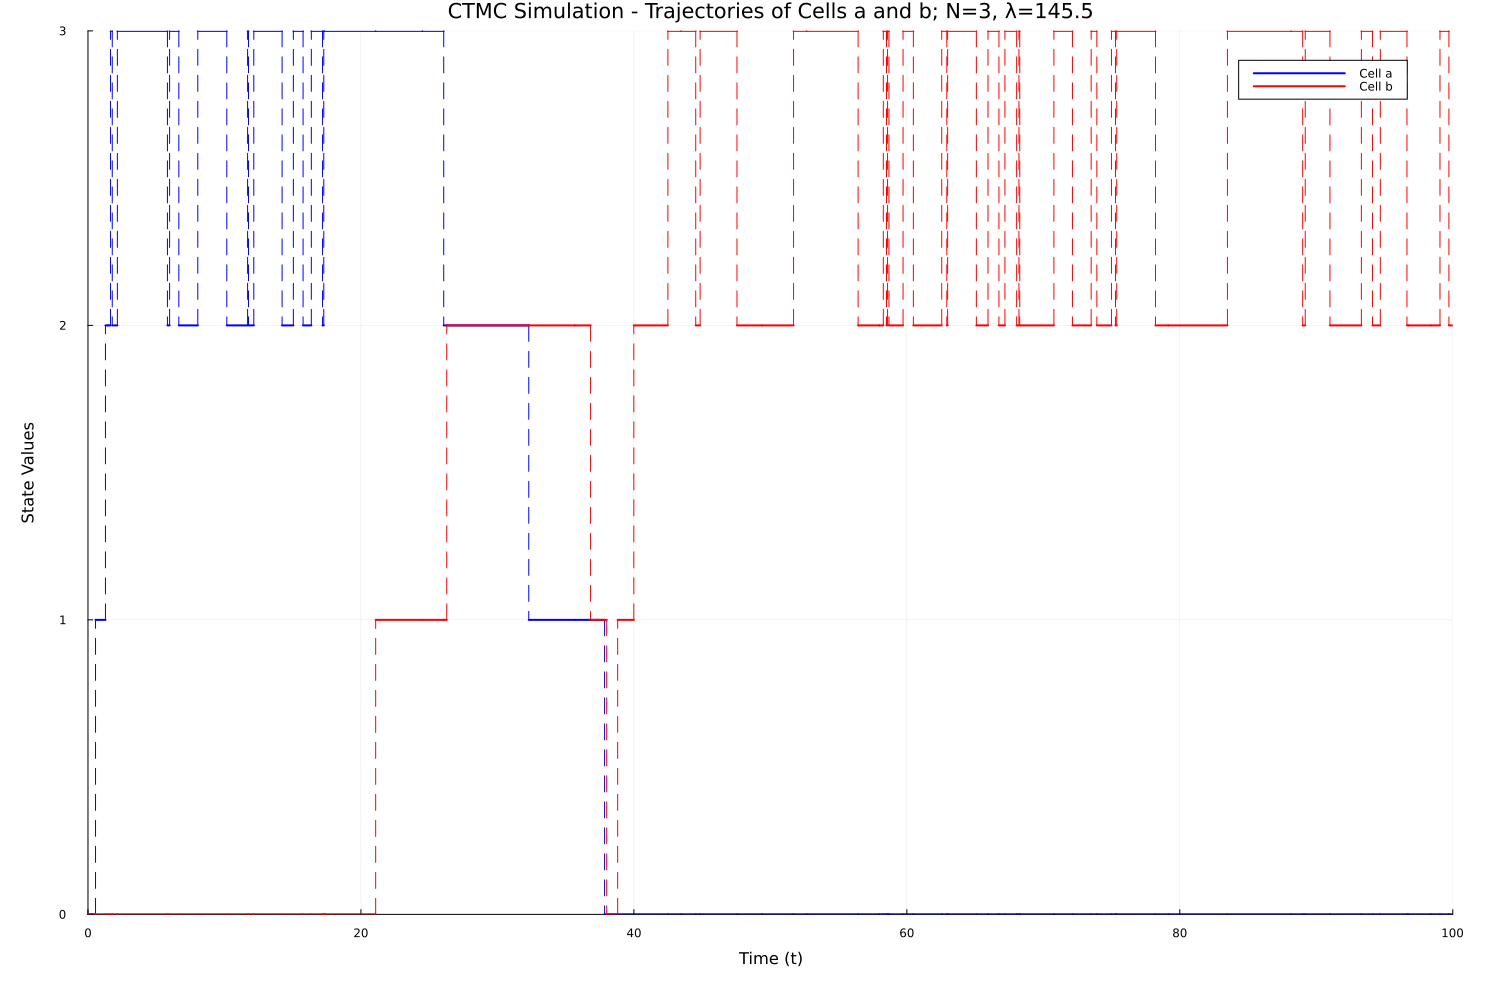 CTMC Simulation - Trajectories of Cells a and b; N=3, λ=145.5
3
Cell a
Cell b
2
State Values
1
0
0 20 40 60 80 100
Time (t)